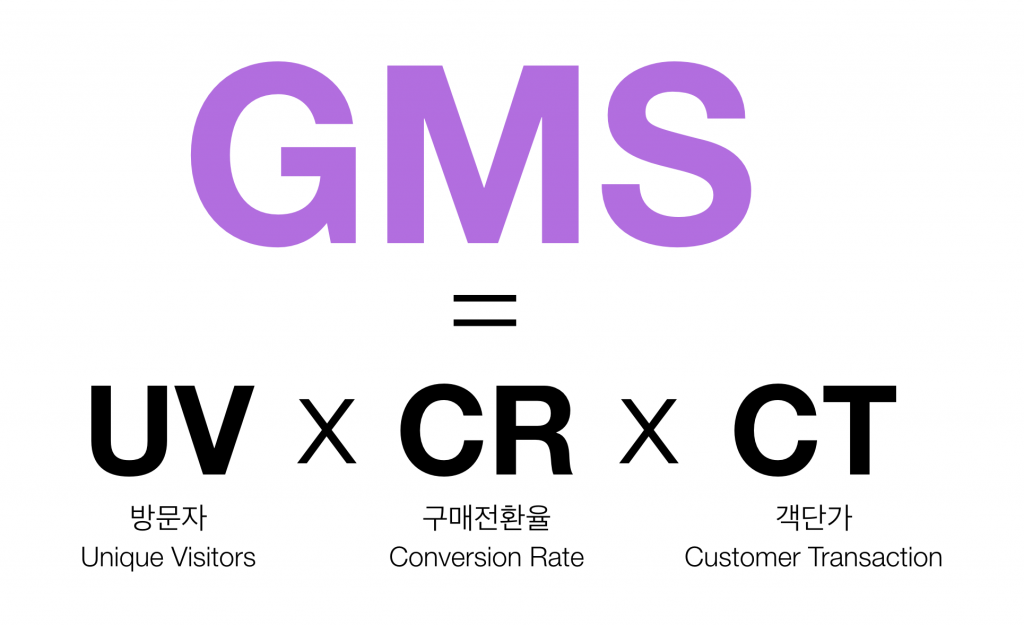 GMS
=
UV X CR X CT
방문자 구매전환율 객단가
Unique Visitors Conversion Rate Customer Transaction